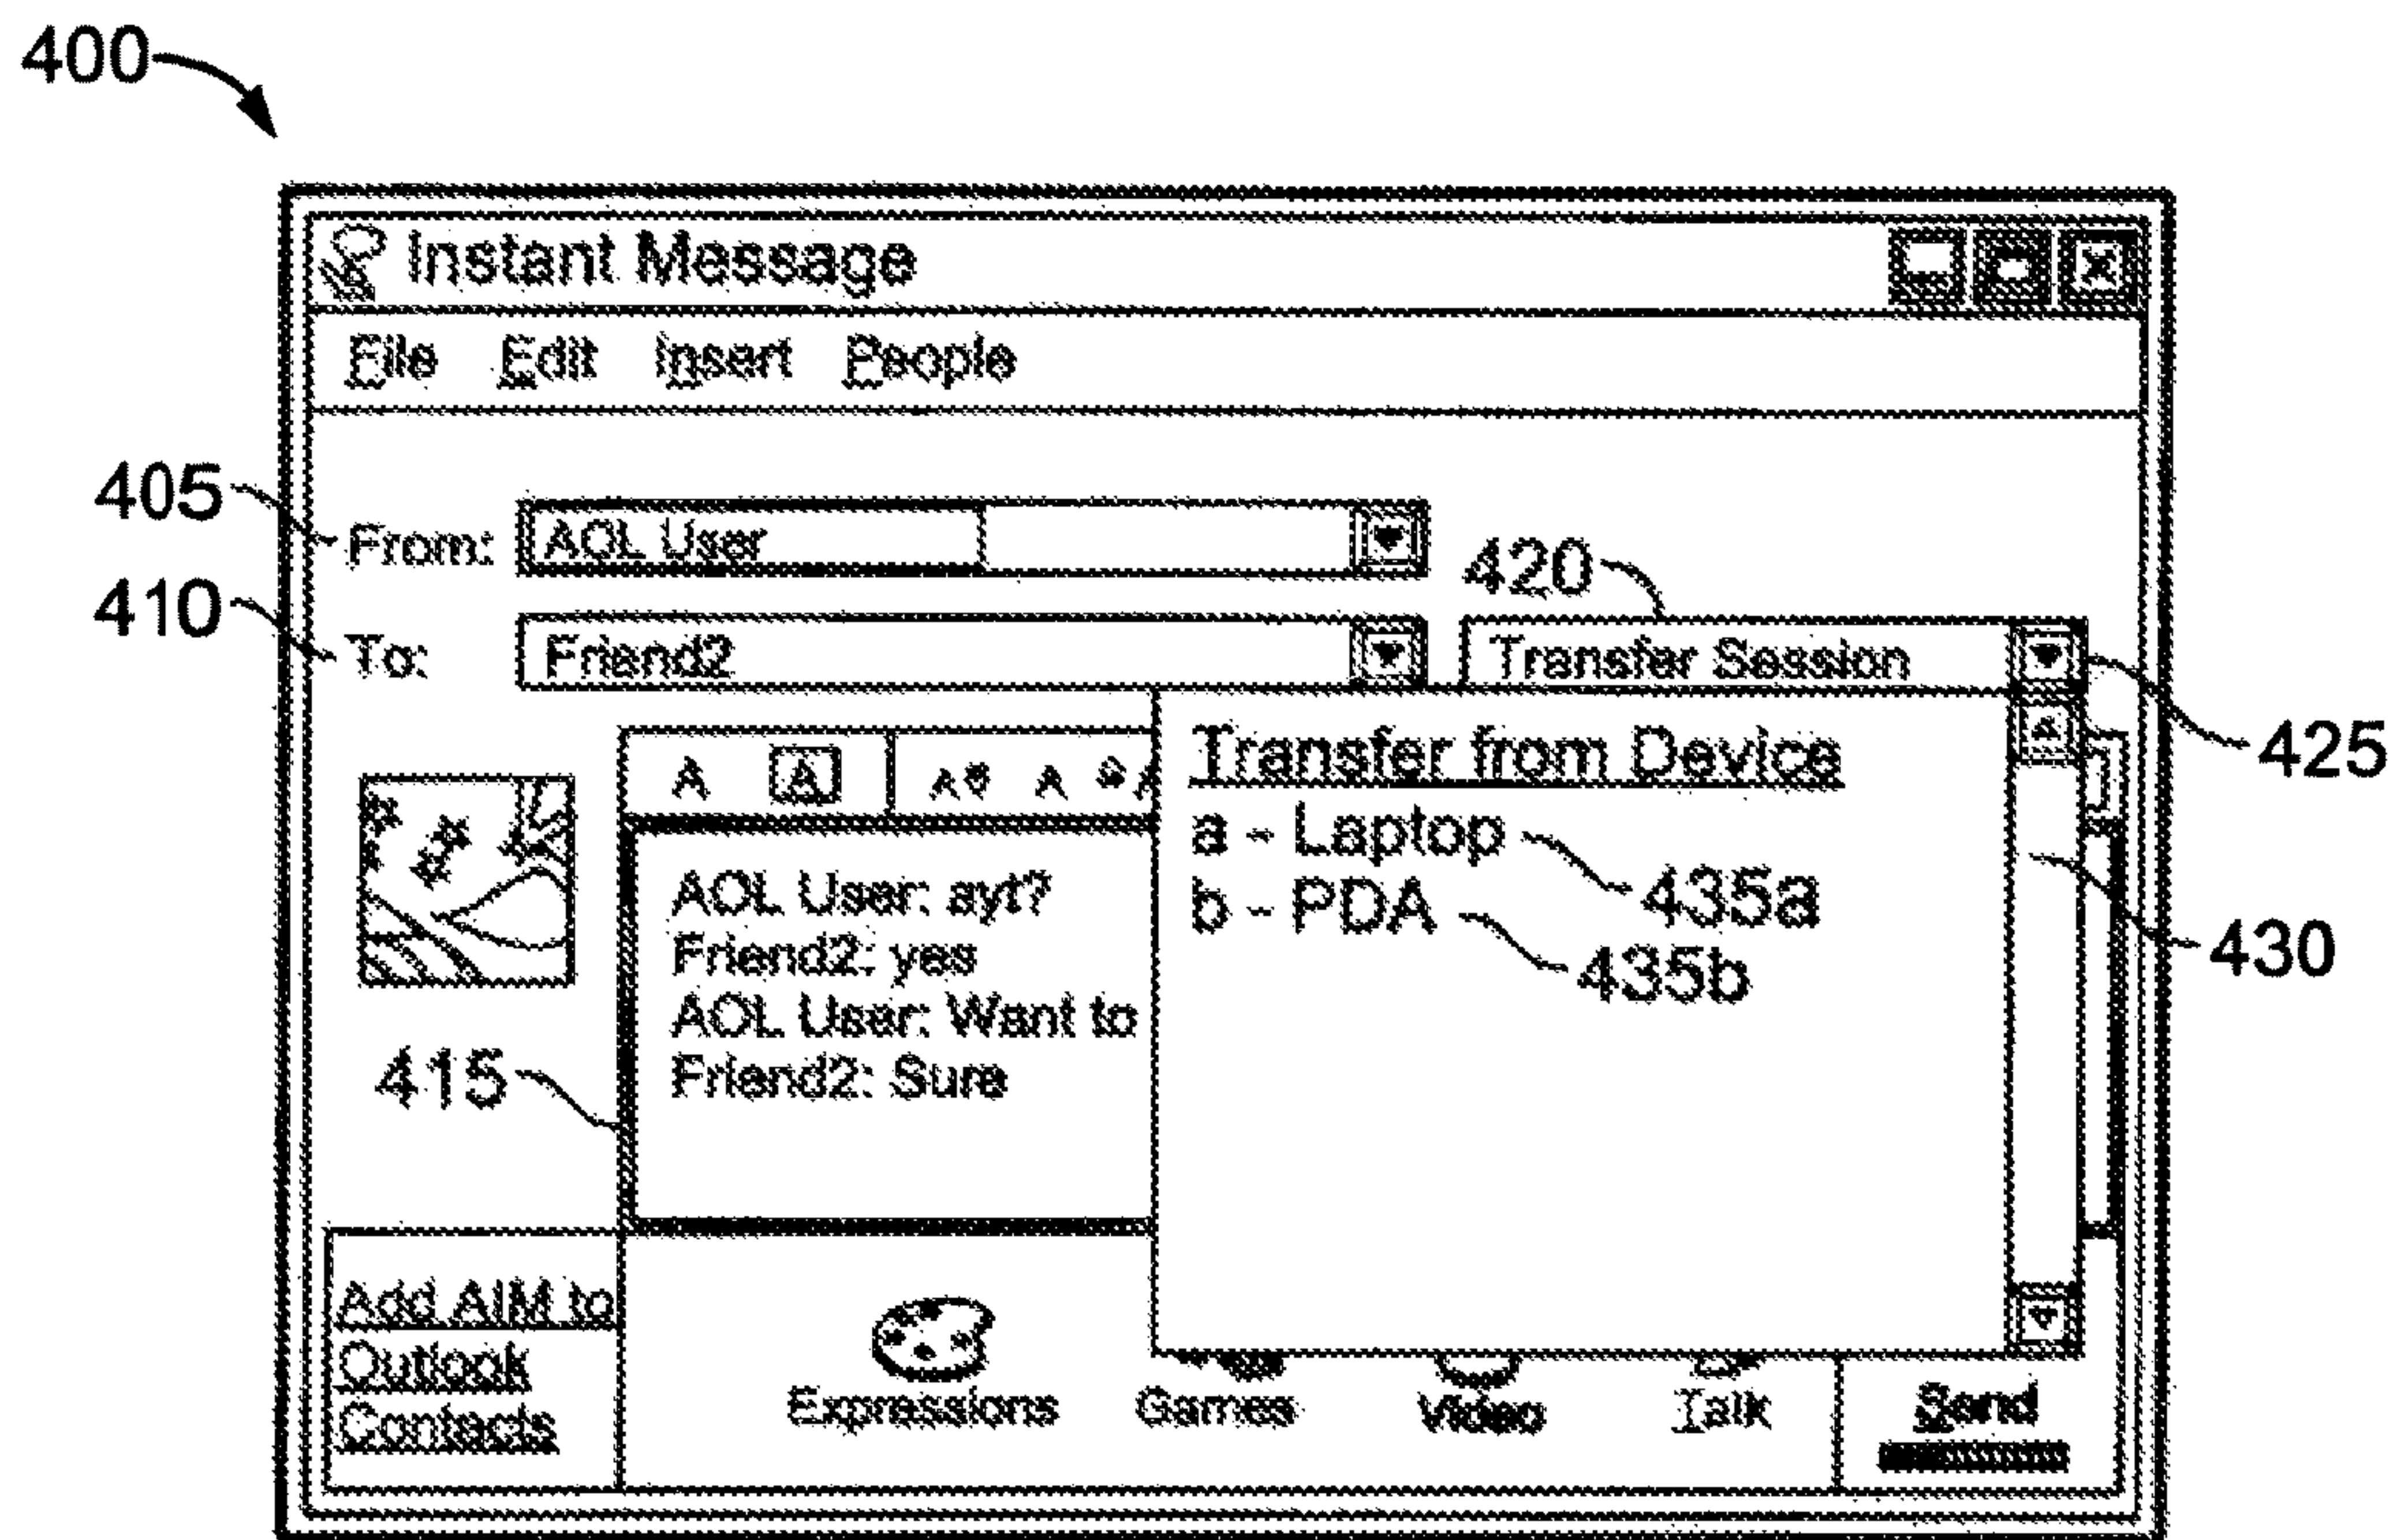 400
Instant Message
File Edit Insert People
405
From: AOL User
420
410
To: Friend2
Transfer Session
425
A A A A A
Transfer from Device
a - Laptop
435a
b - PDA
435b
430
AOL User: ayt?
Friend2: yes
AOL User: Want to
Friend2: Sure
415
Add AIM to
Outlook
Contacts
Expressions Games Video Talk Send